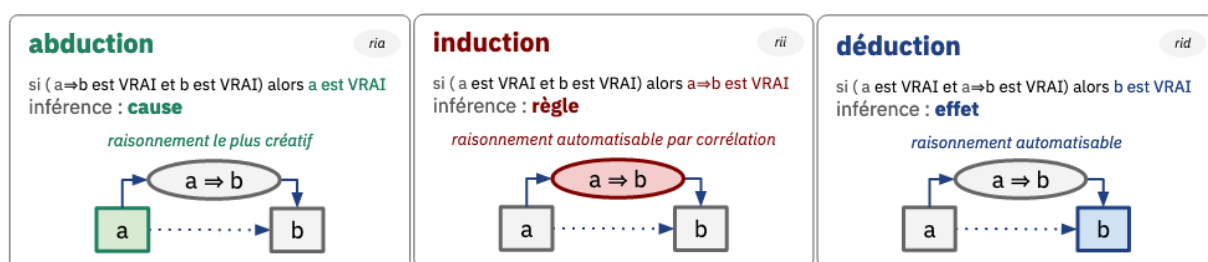 abduction
ria
si ( a⇒b est VRAI et b est VRAI) alors a est VRAI
inférence : cause
raisonnement le plus créatif
a ⇒ b
a
b
induction
rii
si ( a est VRAI et b est VRAI) alors a⇒b est VRAI
inférence : règle
raisonnement automatisable par corrélation
a ⇒ b
a
b
déduction
rid
si ( a est VRAI et a⇒b est VRAI) alors b est VRAI
inférence : effet
raisonnement automatisable
a ⇒ b
a
b